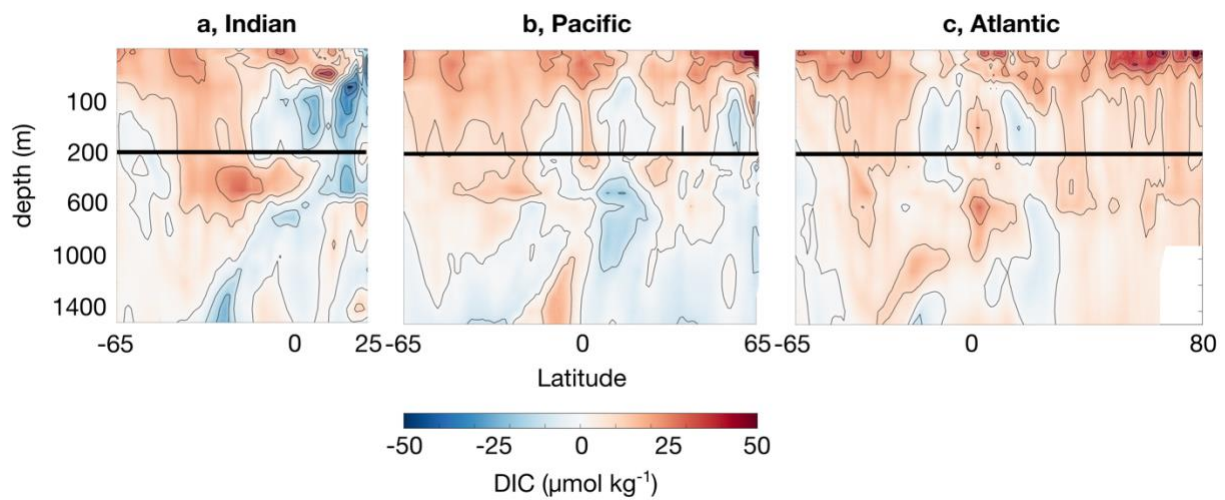 a, Indian
b, Pacific
c, Atlantic
depth (m)
100
200
600
1000
1400
-65 0 25
-65 0 65
-65 0 80
Latitude
-50 -25 0 25 50
DIC (µmol kg⁻¹)